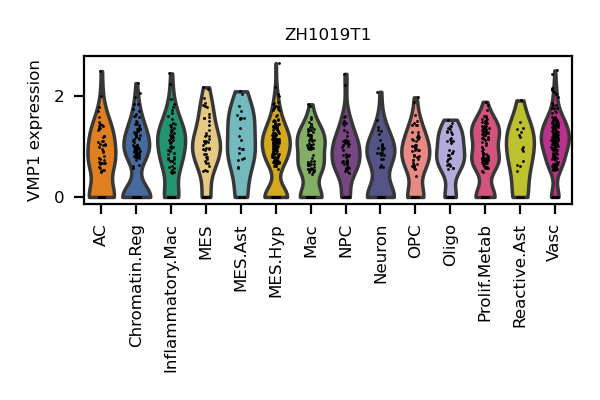 ZH1019T1
VMP1 expression
2
0
AC
Chromatin.Reg
Inflammatory.Mac
MES
MES.Ast
MES.Hyp
Mac
NPC
Neuron
OPC
Oligo
Prolif.Metab
Reactive.Ast
Vasc